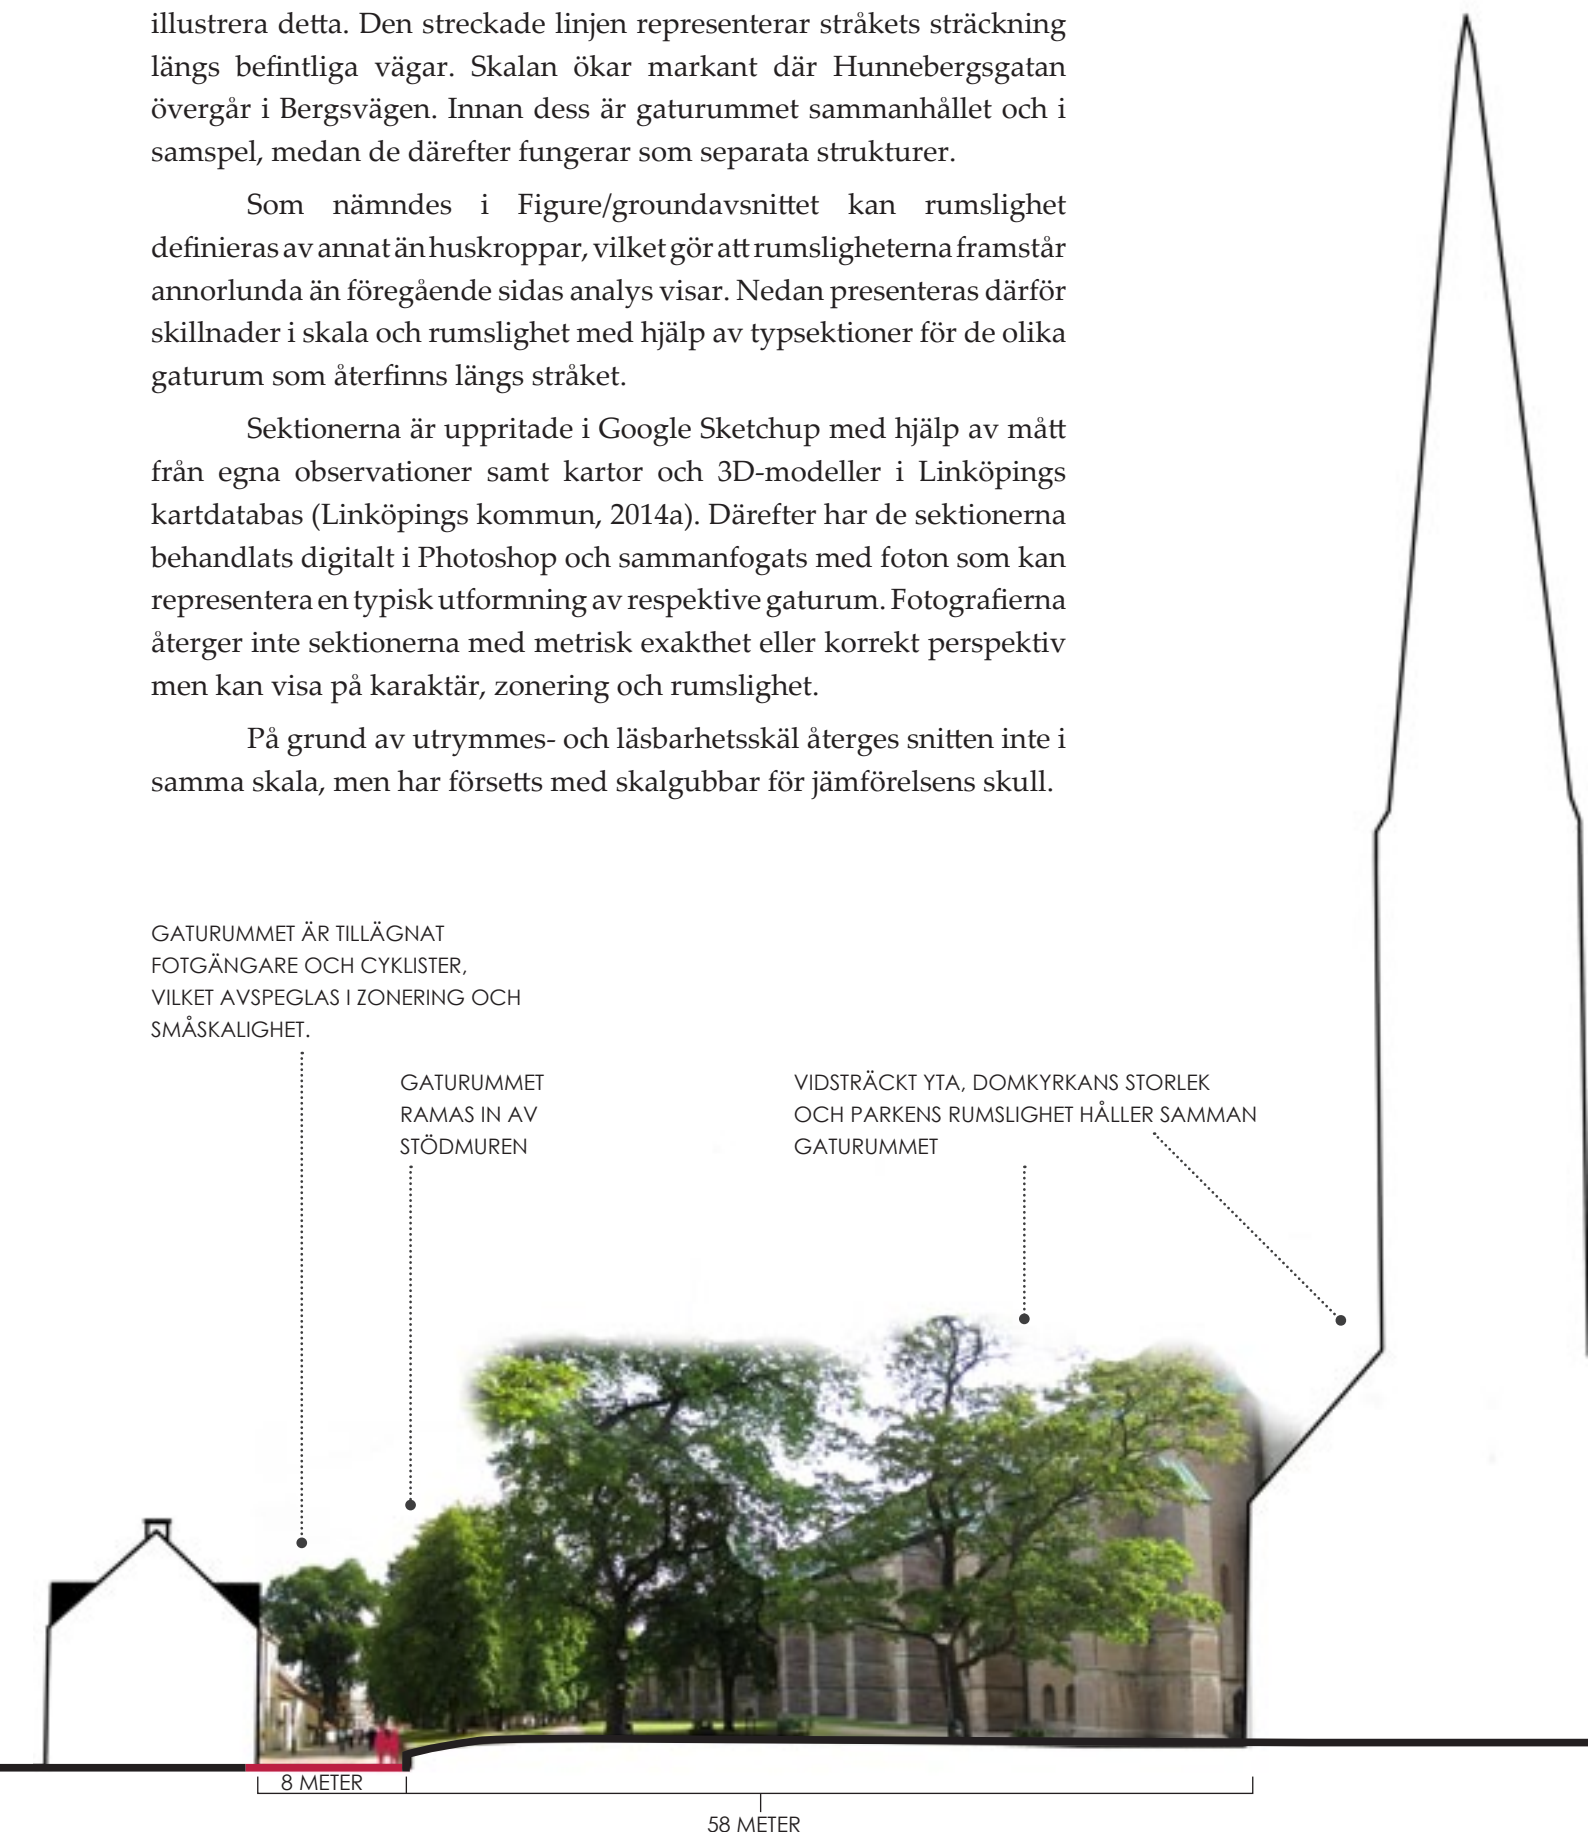 illustrera detta. Den streckade linjen representerar stråkets sträckning
längs befintliga vägar. Skalan ökar markant där Hunnebergsgatan
övergår i Bergsvägen. Innan dess är gaturummet sammanhållet och i
samspel, medan de därefter fungerar som separata strukturer.
Som nämndes i Figure/groundavsnittet kan rumslighet
definieras av annat än huskroppar, vilket gör att rumsligheterna framstår
annorlunda än föregående sidas analys visar. Nedan presenteras därför
skillnader i skala och rumslighet med hjälp av typsektioner för de olika
gaturum som återfinns längs stråket.
Sektionerna är uppritade i Google Sketchup med hjälp av mått
från egna observationer samt kartor och 3D-modeller i Linköpings
kartdatabas (Linköpings kommun, 2014a). Därefter har de sektionerna
behandlats digitalt i Photoshop och sammanfogats med foton som kan
representera en typisk utformning av respektive gaturum. Fotografierna
återger inte sektionerna med metrisk exakthet eller korrekt perspektiv
men kan visa på karaktär, zonering och rumslighet.
På grund av utrymmes- och läsbarhetsskäl återges snitten inte i
samma skala, men har försetts med skalgubbar för jämförelsens skull.
GATURUMMET ÄR TILLÄGNAT
FOTGÄNGARE OCH CYKLISTER,
VILKET AVSPEGLAS I ZONERING OCH
SMÅSKALIGHET.
GATURUMMET
RAMAS IN AV
STÖDMUREN
VIDSTRÄCKT YTA, DOMKYRKANS STORLEK
OCH PARKENS RUMSLIGHET HÅLLER SAMMAN
GATURUMMET
8 METER
58 METER